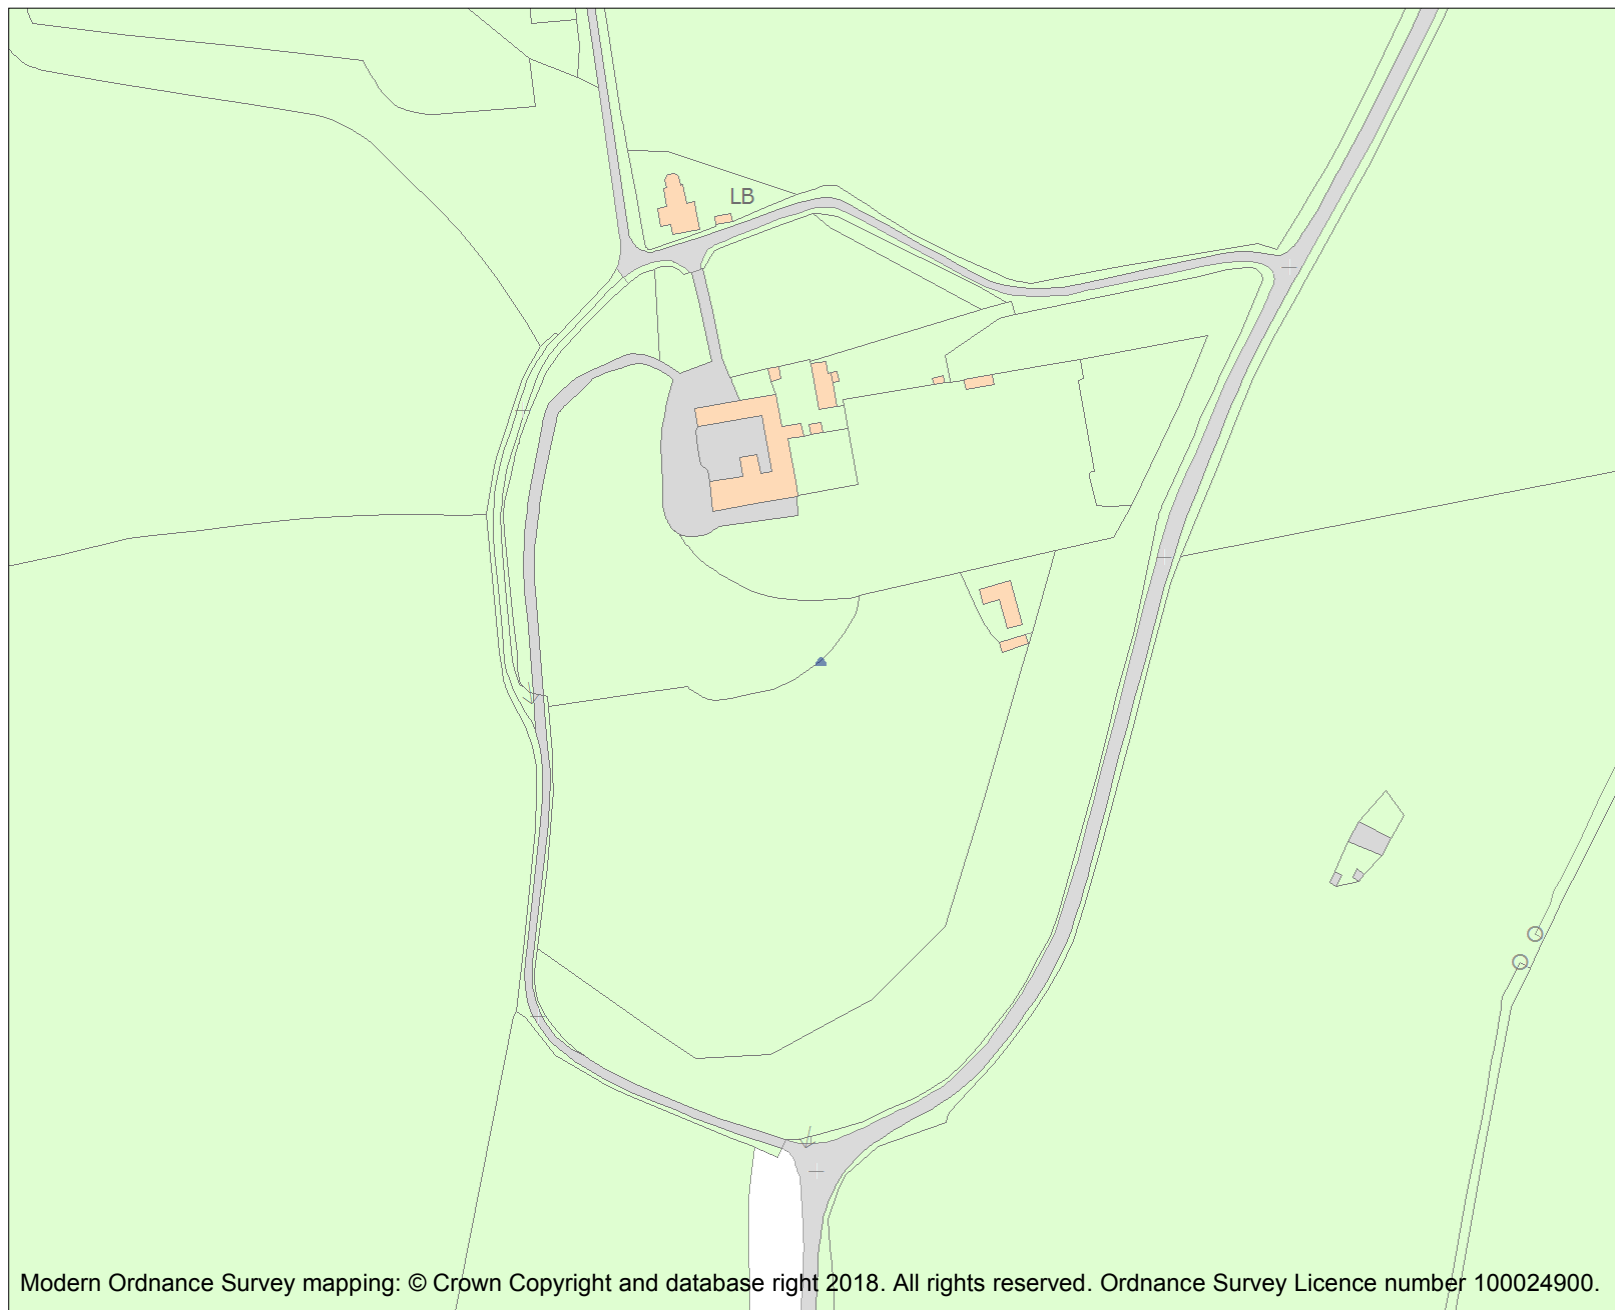 LB
Modern Ordnance Survey mapping: © Crown Copyright and database right 2018. All rights reserved. Ordnance Survey Licence number 100024900.